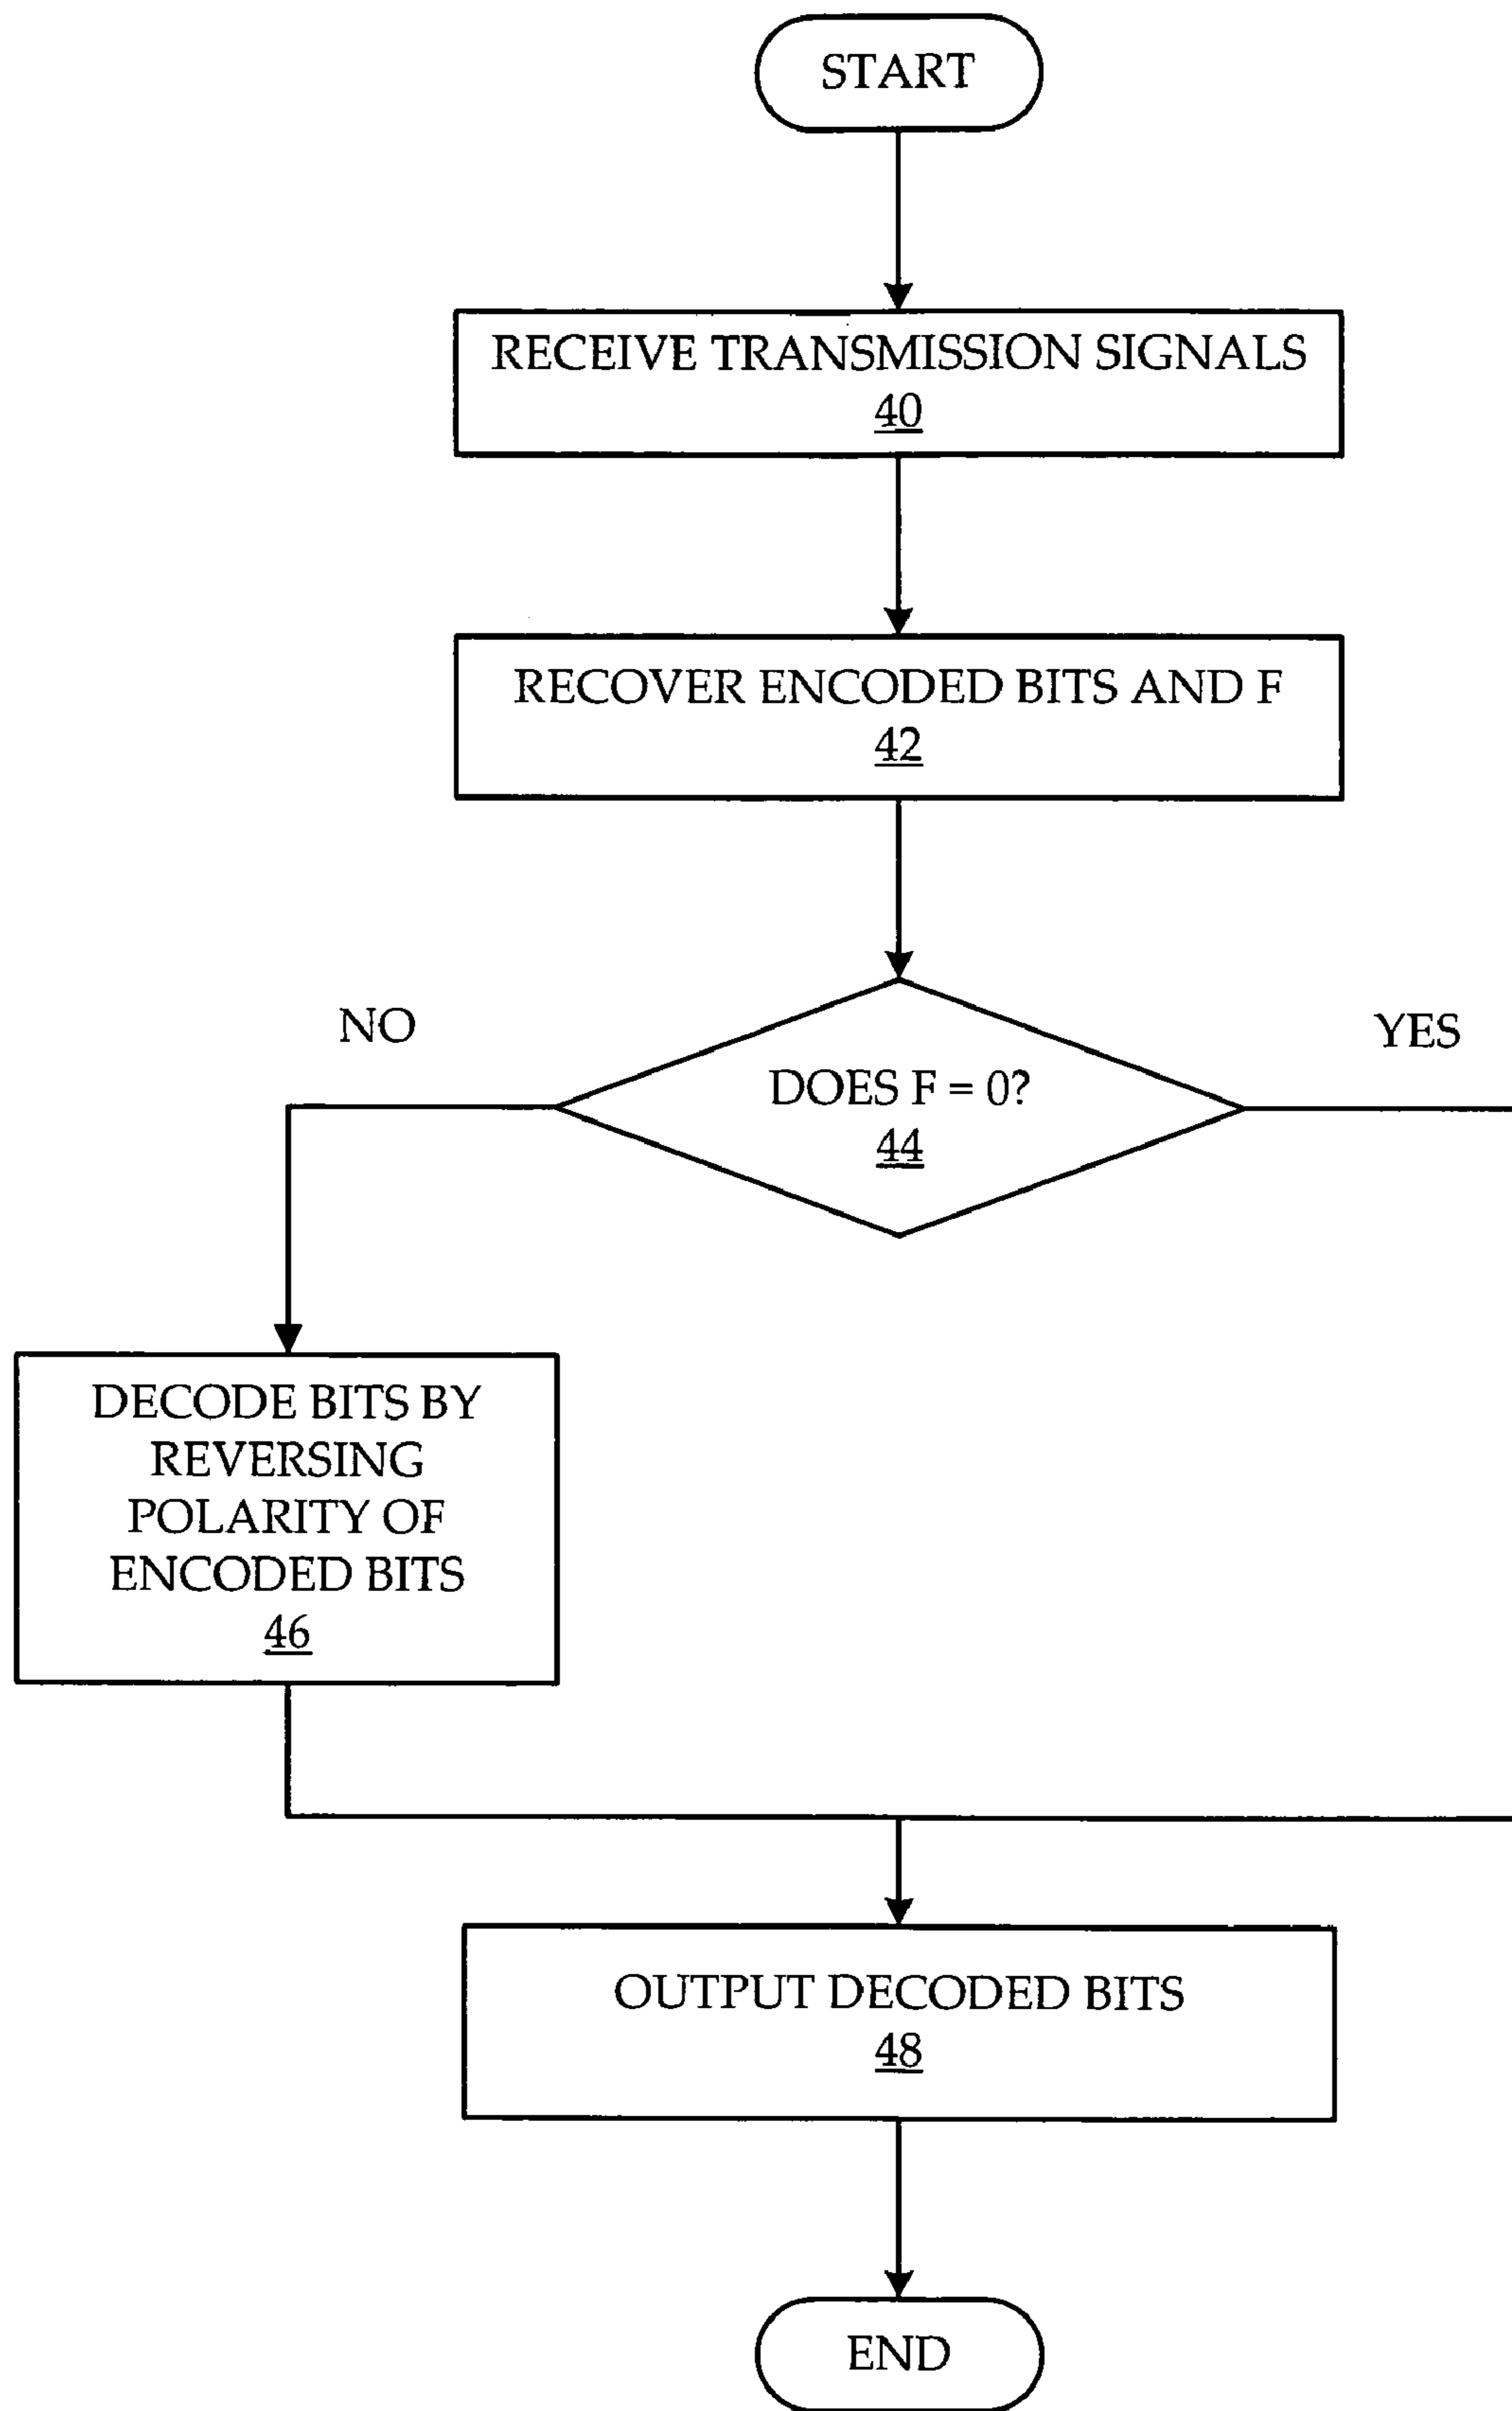 START
RECEIVE TRANSMISSION SIGNALS
40
RECOVER ENCODED BITS AND F
42
NO
YES
DOES F = 0?
44
DECODE BITS BY
REVERSING
POLARITY OF
ENCODED BITS
46
OUTPUT DECODED BITS
48
END